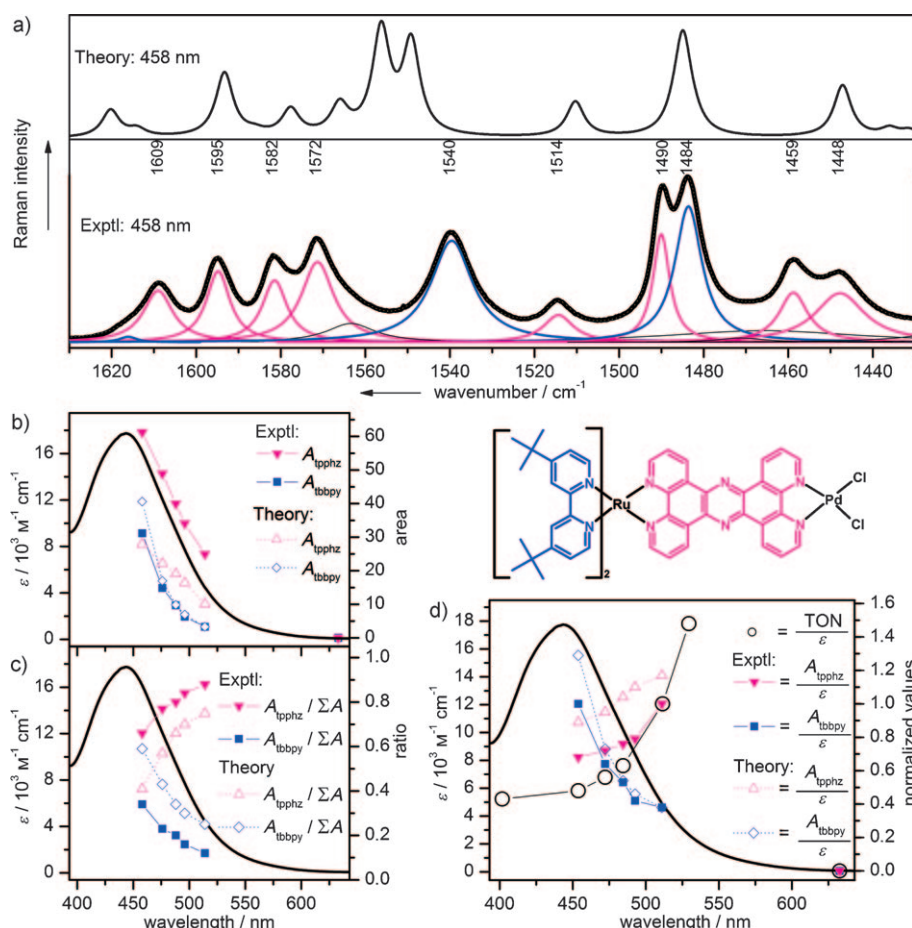 a)
Theory: 458 nm
Raman intensity
1609 1595 1582 1572 1540 1514 1490 1484 1459 1448
Exptl: 458 nm
1620 1600 1580 1560 1540 1520 1500 1480 1460 1440
wavenumber / cm⁻¹
b)
ε / 10³ M⁻¹ cm⁻¹
16
12
8
4
0
Exptl:
A_tpphz
A_tbbpy
Theory:
A_tpphz
A_tbbpy
60
50
40
30
20
10
0
area
c)
16
12
8
4
0
Exptl:
A_tpphz / ΣA
A_tbbpy / ΣA
Theory
A_tpphz / ΣA
A_tbbpy / ΣA
1.0
0.8
0.6
0.4
0.2
0.0
ratio
400 450 500 550 600
wavelength / nm
N N N N N N N N
Ru
Pd
Cl
Cl
2
d)
ε / 10³ M⁻¹ cm⁻¹
18
16
14
12
10
8
6
4
2
0
= TON / ε
Exptl:
= A_tpphz / ε
= A_tbbpy / ε
Theory:
= A_tpphz / ε
= A_tbbpy / ε
1.6
1.4
1.2
1.0
0.8
0.6
0.4
0.2
0.0
normalized values
400 450 500 550 600
wavelength / nm